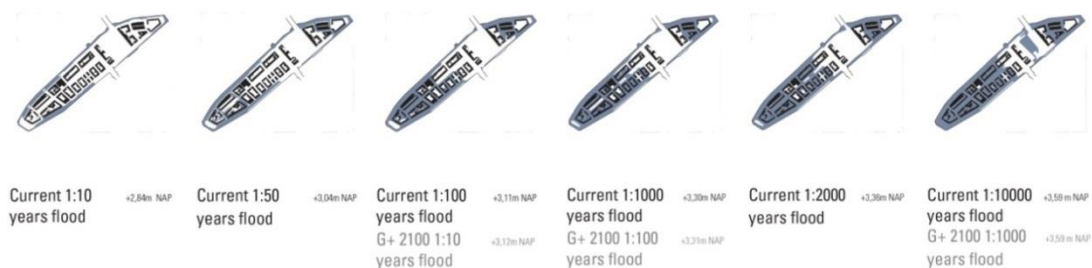 Current 1:10 +2,84m NAP
years flood
Current 1:50 +3,04m NAP
years flood
Current 1:100 +3,11m NAP
years flood
G+ 2100 1:10 +3,12m NAP
years flood
Current 1:1000 +3,30m NAP
years flood
G+ 2100 1:100 +3,31m NAP
years flood
Current 1:2000 +3,36m NAP
years flood
Current 1:10000 +3,59 m NAP
years flood
G+ 2100 1:1000 +3,59 m NAP
years flood